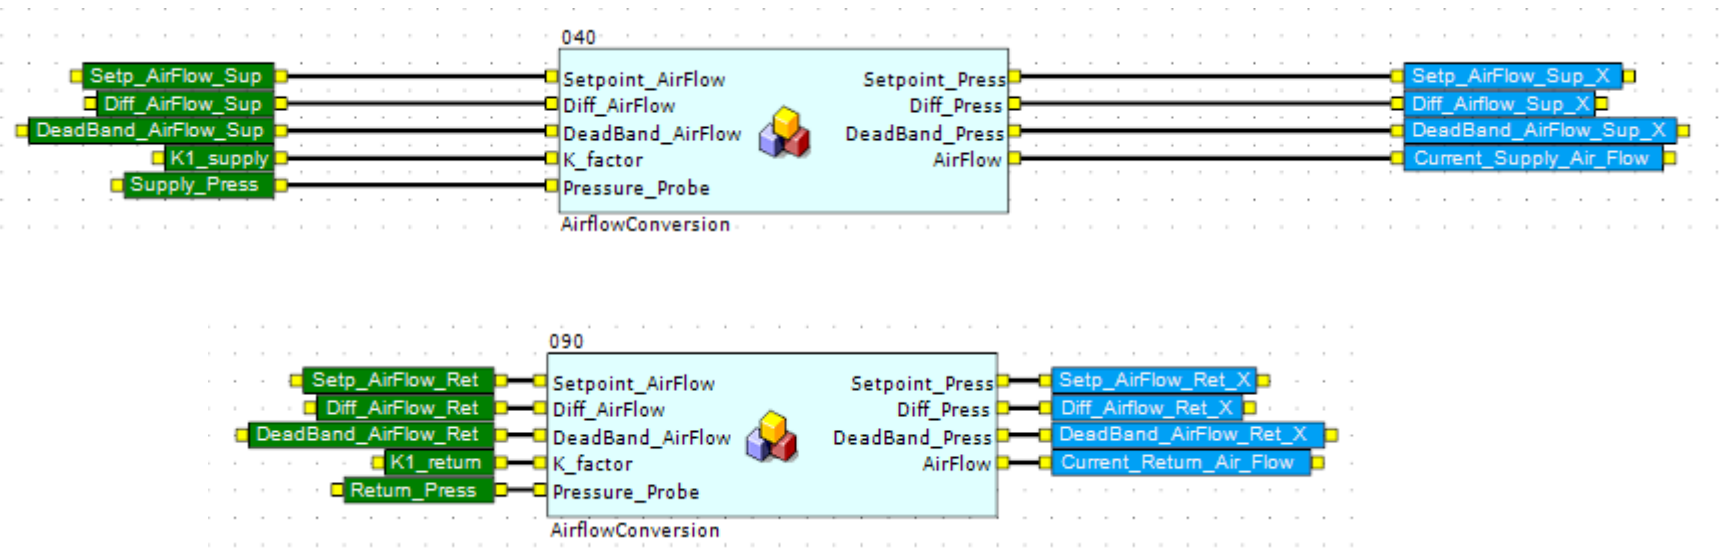 040
Setp_AirFlow_Sup Setpoint_AirFlow Setpoint_Press Setp_AirFlow_Sup_X
Diff_AirFlow_Sup Diff_AirFlow Diff_Press Diff_Airflow_Sup_X
DeadBand_AirFlow_Sup DeadBand_AirFlow DeadBand_Press DeadBand_AirFlow_Sup_X
K1_supply K_factor AirFlow Current_Supply_Air_Flow
Supply_Press Pressure_Probe
AirflowConversion
090
Setp_AirFlow_Ret Setpoint_AirFlow Setpoint_Press Setp_AirFlow_Ret_X
Diff_AirFlow_Ret Diff_AirFlow Diff_Press Diff_Airflow_Ret_X
DeadBand_AirFlow_Ret DeadBand_AirFlow DeadBand_Press DeadBand_AirFlow_Ret_X
K1_return K_factor AirFlow Current_Return_Air_Flow
Return_Press Pressure_Probe
AirflowConversion